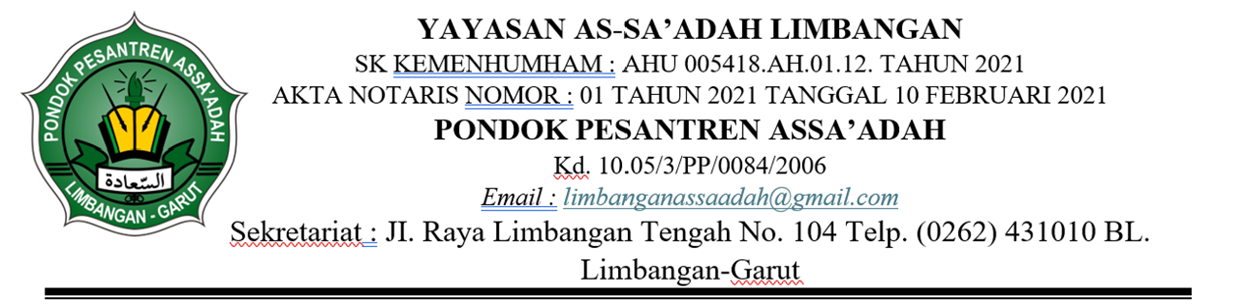 PONDOK PESANTREN ASSA'ADAH
السّعادة
LIMBANGAN - GARUT
YAYASAN AS-SA’ADAH LIMBANGAN
SK KEMENHUMHAM : AHU 005418.AH.01.12. TAHUN 2021
AKTA NOTARIS NOMOR : 01 TAHUN 2021 TANGGAL 10 FEBRUARI 2021
PONDOK PESANTREN ASSA’ADAH
Kd. 10.05/3/PP/0084/2006
Email : limbanganassaadah@gmail.com
Sekretariat : JI. Raya Limbangan Tengah No. 104 Telp. (0262) 431010 BL.
Limbangan-Garut